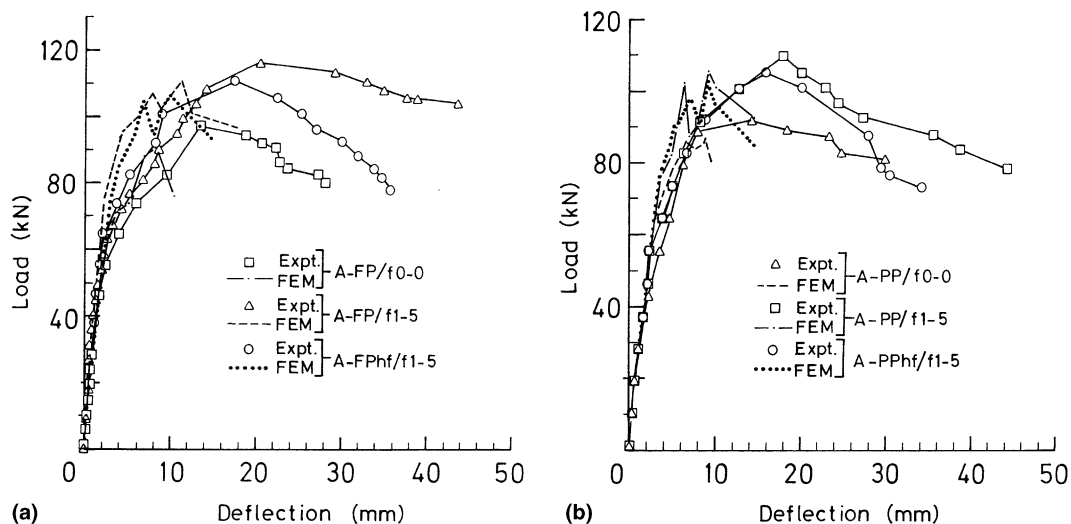 120
80
40
0
10
20
30
40
50
Load (kN)
Deflection (mm)
Expt.
FEM
A-FP/f0-0
Expt.
FEM
A-FP/f1-5
Expt.
FEM
A-FPhf/f1-5
(a)
120
80
40
0
10
20
30
40
50
Load (kN)
Deflection (mm)
Expt.
FEM
A-PP/f0-0
Expt.
FEM
A-PP/f1-5
Expt.
FEM
A-PPhf/f1-5
(b)